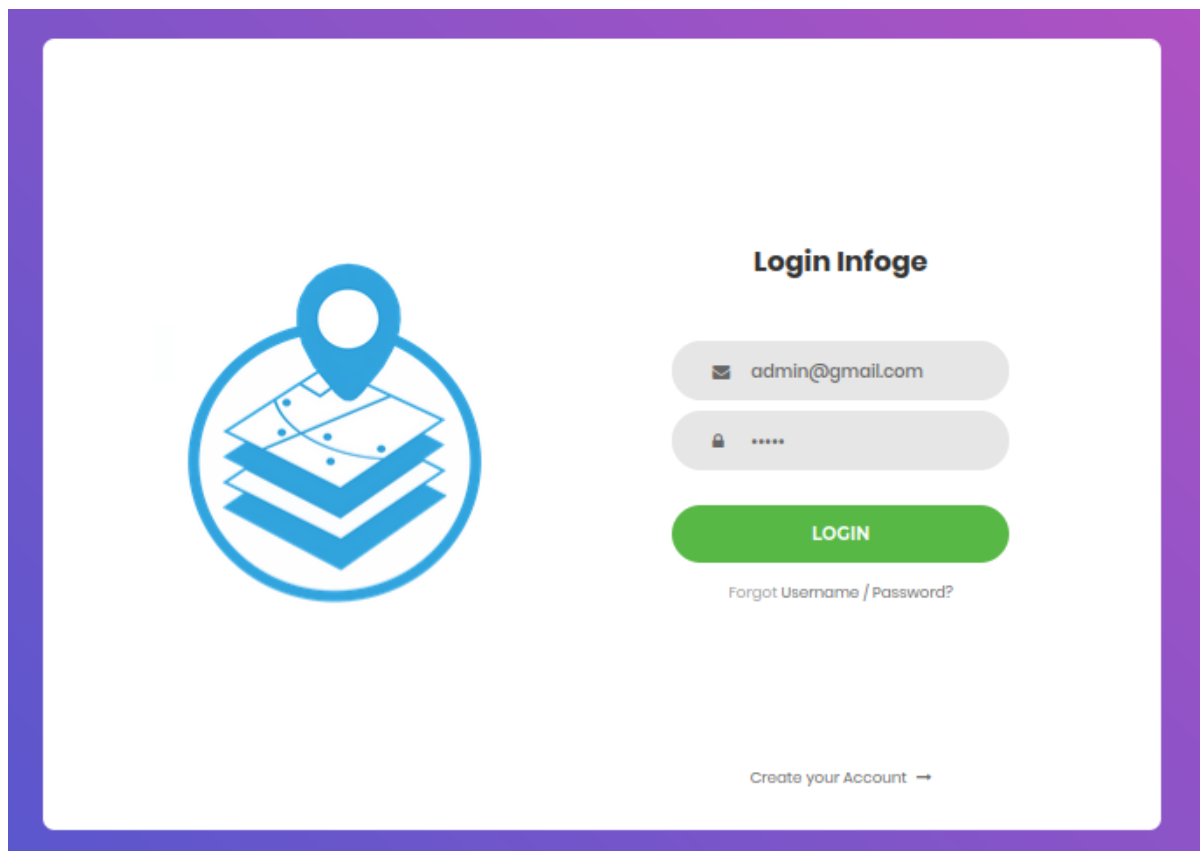 Login Infoge
admin@gmail.com
•••••
LOGIN
Forgot Username / Password?
Create your Account →